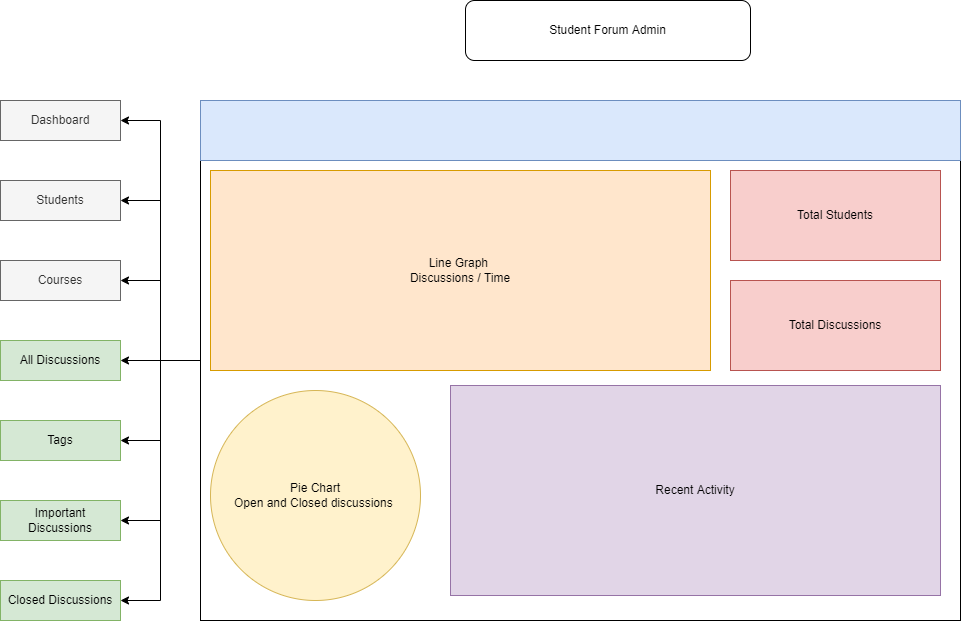 Student Forum Admin
Dashboard
Students
Courses
All Discussions
Tags
Important
Discussions
Closed Discussions
Line Graph
Discussions / Time
Total Students
Total Discussions
Pie Chart
Open and Closed discussions
Recent Activity